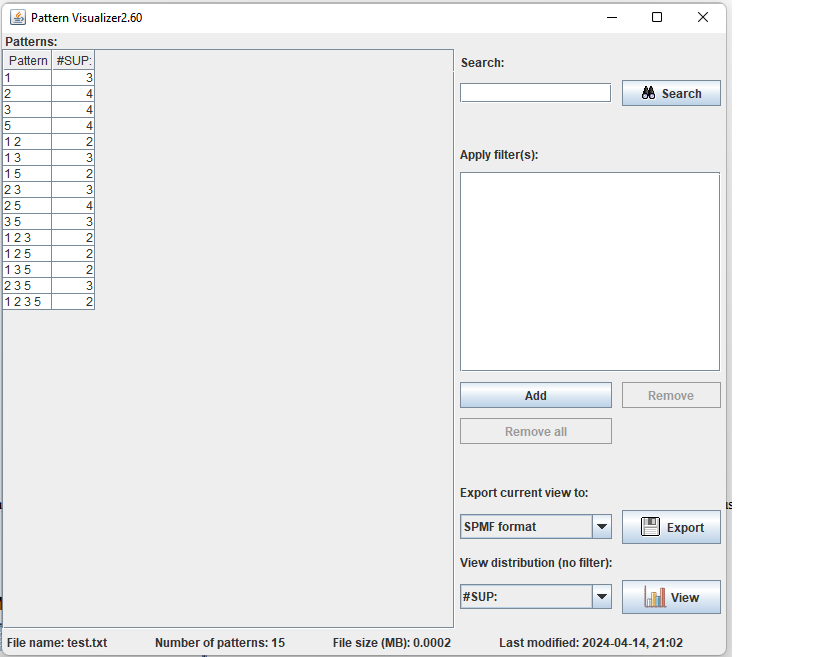 Pattern Visualizer2.60
Patterns:
Pattern #SUP:
1 3
2 4
3 4
5 4
1 2 2
1 3 3
1 5 2
2 3 3
2 5 4
3 5 3
1 2 3 2
1 2 5 2
1 3 5 2
2 3 5 3
1 2 3 5 2
Search:
Search
Apply filter(s):
Add
Remove
Remove all
Export current view to:
SPMF format
Export
View distribution (no filter):
#SUP:
View
File name: test.txt Number of patterns: 15 File size (MB): 0.0002 Last modified: 2024-04-14, 21:02